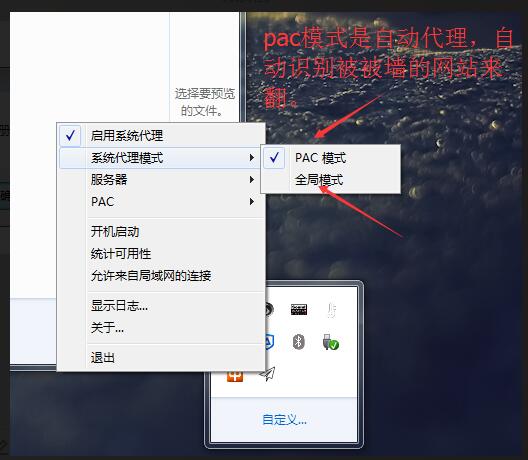 pac模式是自动代理，自
动识别被被墙的网站来
翻。
选择要预览
的文件。
启用系统代理
系统代理模式
PAC 模式
服务器
全局模式
PAC
开机启动
统计可用性
允许来自局域网的连接
显示日志...
关于...
退出
自定义...